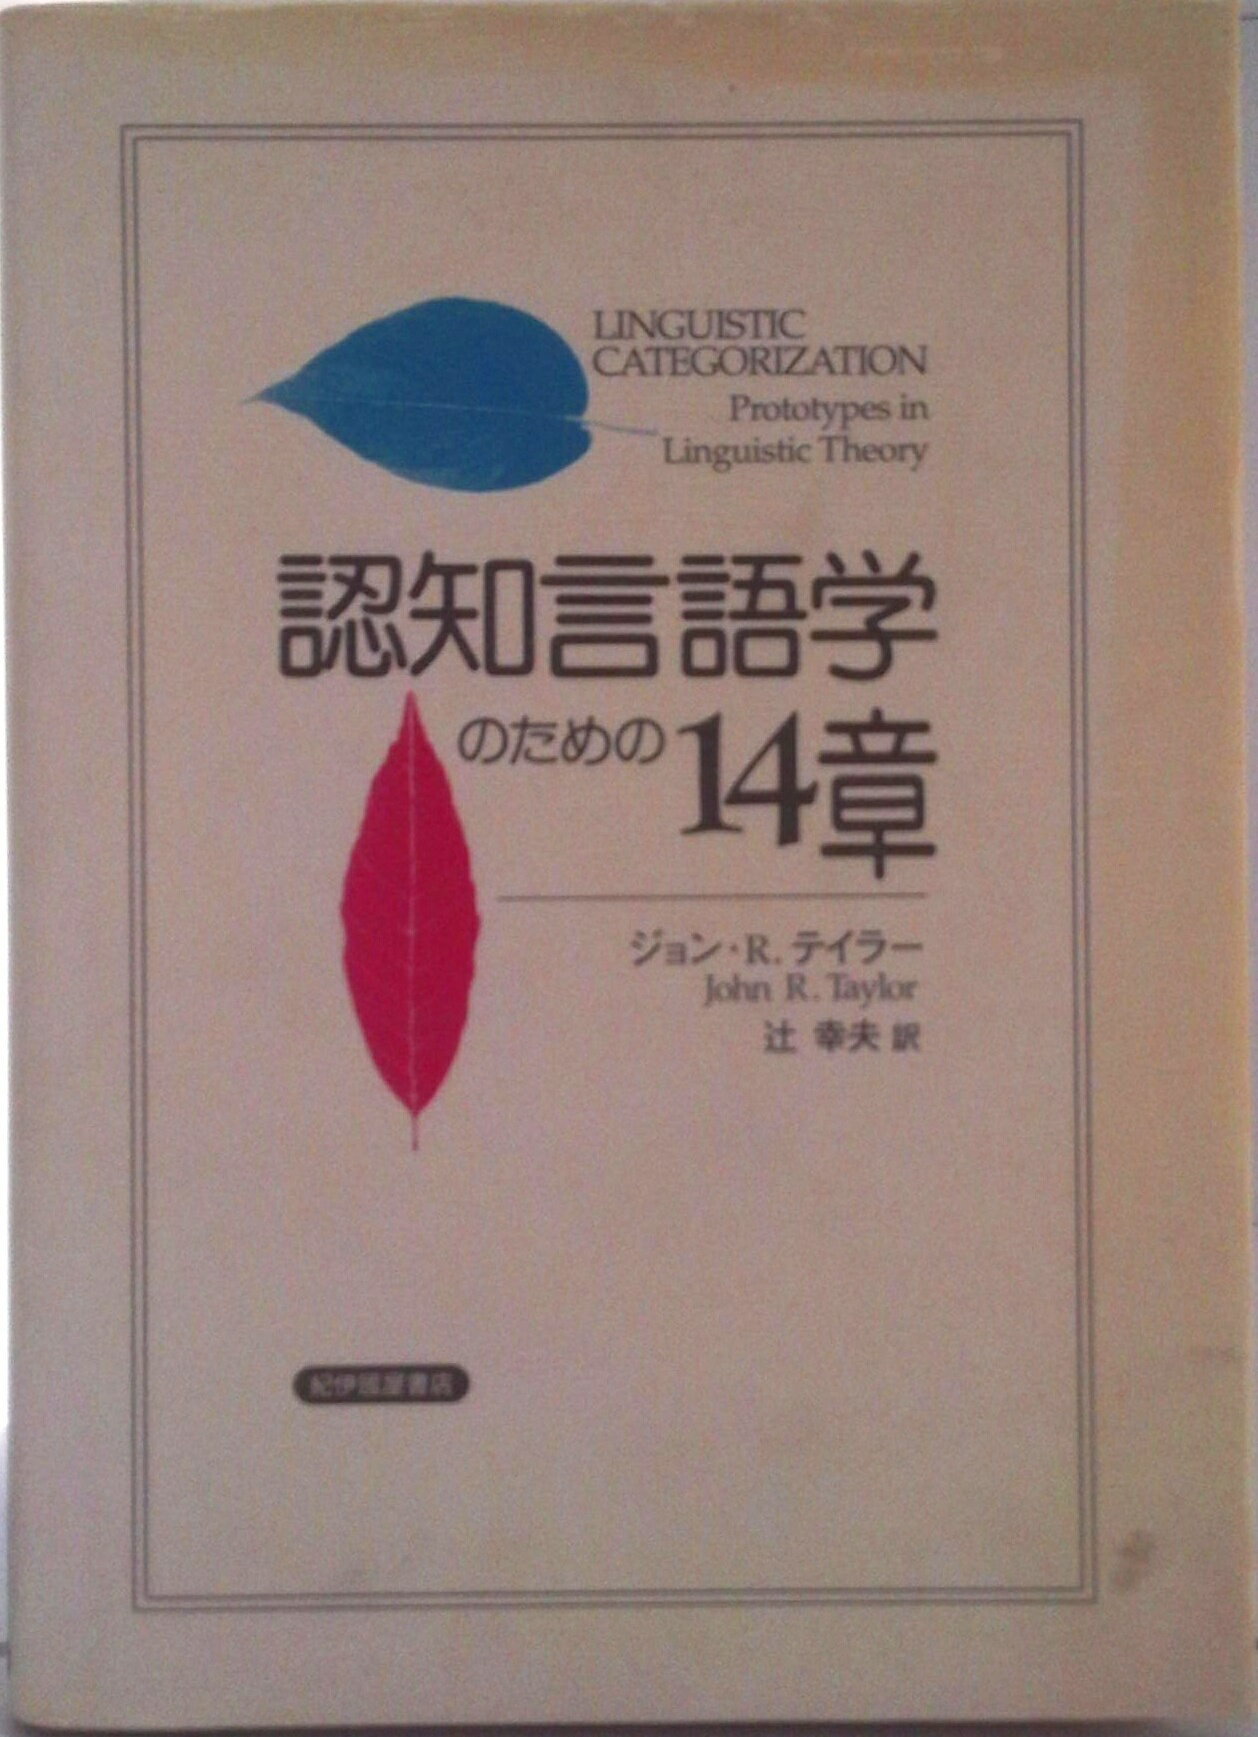 LINGUISTIC
CATEGORIZATION
Prototypes in
Linguistic Theory
認知言語学
のための14章
ジョン・R.テイラー
John R. Taylor
辻 幸夫 訳
紀伊國屋書店